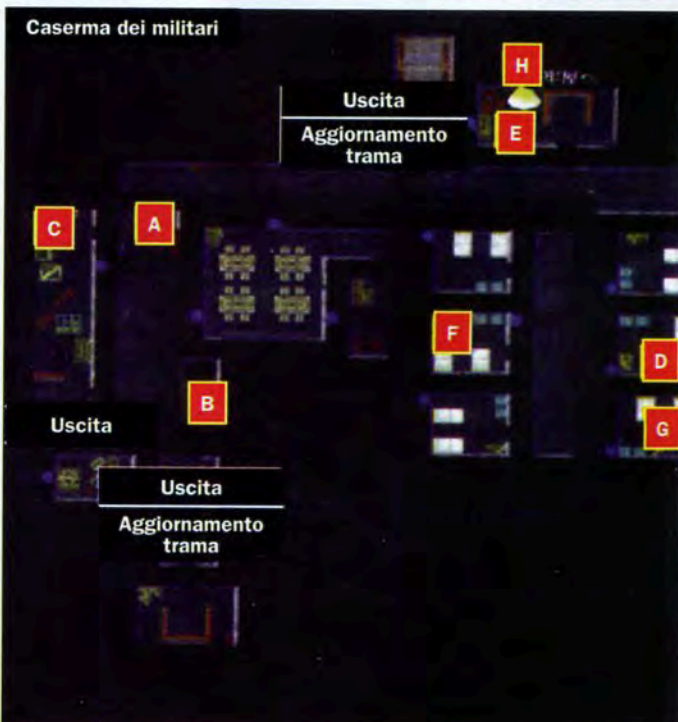 Caserma dei militari
H
Uscita
E
Aggiornamento
trama
C
A
F
D
B
G
Uscita
Uscita
Aggiornamento
trama